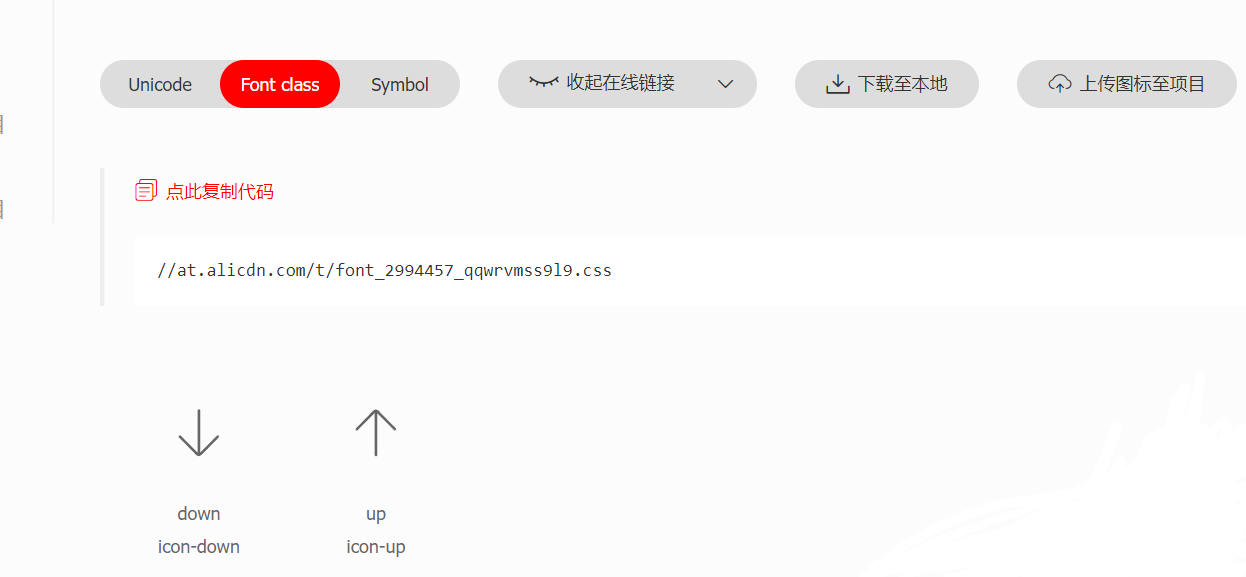 Unicode Font class Symbol 收起在线链接 下载至本地 上传图标至项目
点此复制代码
//at.alicdn.com/t/font_2994457_qqwrvmss9l9.css
down up
icon-down icon-up